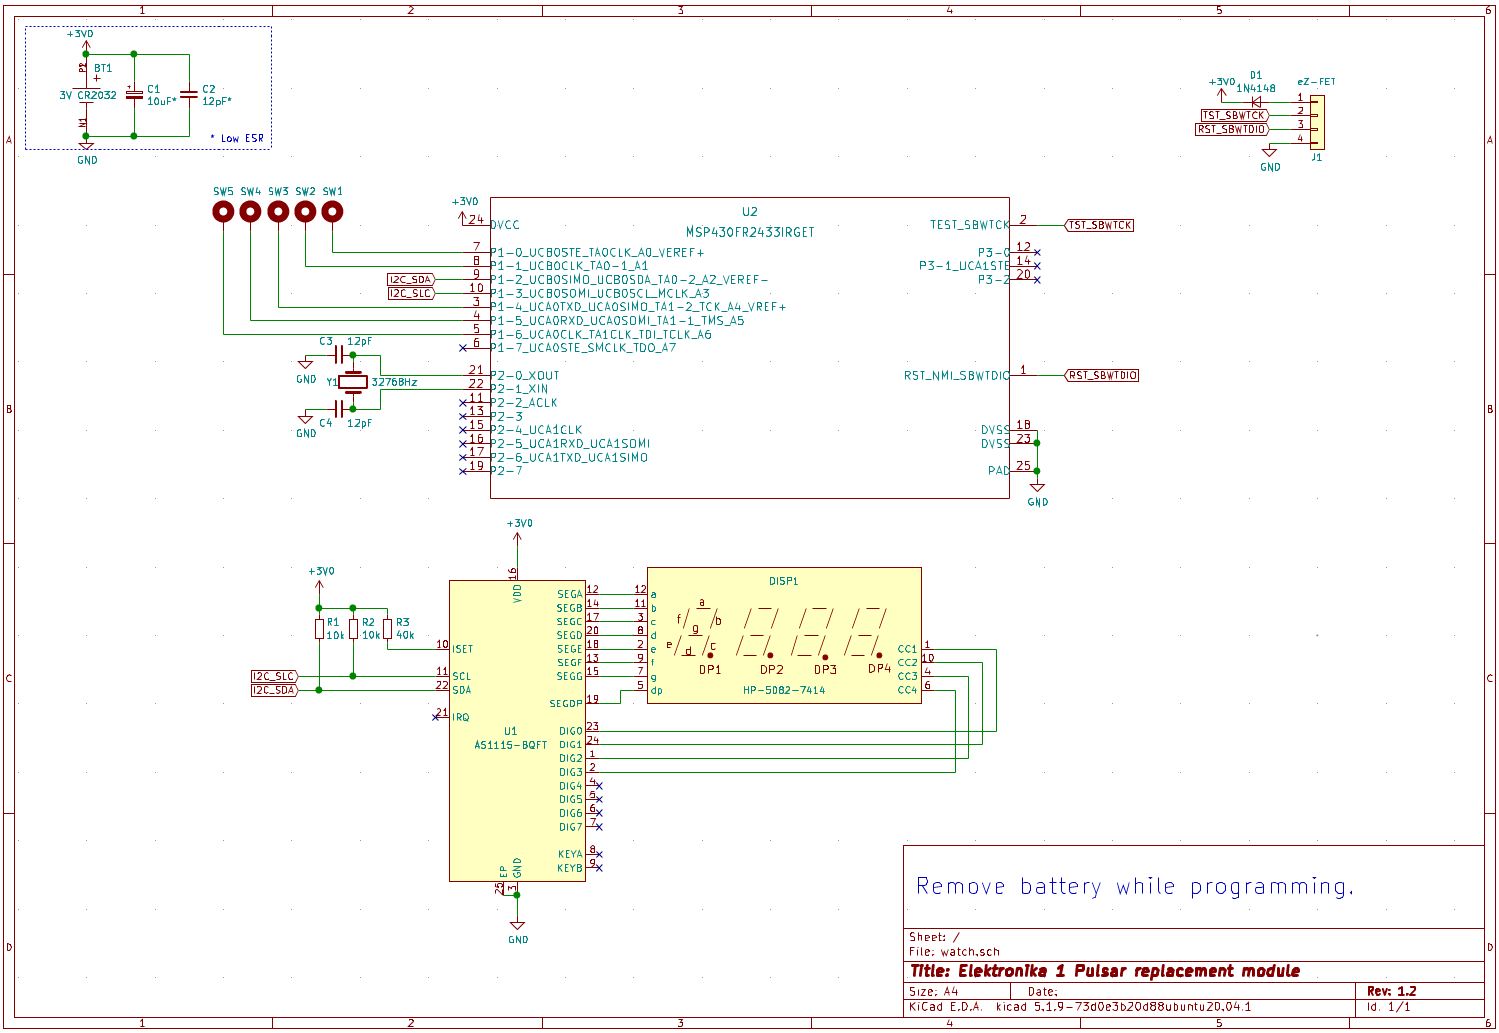 1 2 3 4 5 6
+3V0
P2 BT1
+
3V CR2032
N1
C1
10uF*
C2
12pF*
* Low ESR
GND
D1
1N4148
eZ-FET
+3V0
1
TST_SBWTCK 2
RST_SBWTDIO 3
4
GND
J1
SW5 SW4 SW3 SW2 SW1
+3V0
U2
MSP430FR2433IRGET
24 DVCC
7 P1-0_UCB0STE_TA0CLK_A0_VEREF+
8 P1-1_UCB0CLK_TA0-1_A1
I2C_SDA 9 P1-2_UCB0SIMO_UCB0SDA_TA0-2_A2_VEREF-
I2C_SLC 10 P1-3_UCB0SOMI_UCB0SCL_MCLK_A3
3 P1-4_UCA0TXD_UCA0SIMO_TA1-2_TCK_A4_VREF+
4 P1-5_UCA0RXD_UCA0SOMI_TA1-1_TMS_A5
5 P1-6_UCA0CLK_TA1CLK_TDI_TCLK_A6
6 P1-7_UCA0STE_SMCLK_TDO_A7
21 P2-0_XOUT
22 P2-1_XIN
11 P2-2_ACLK
13 P2-3
15 P2-4_UCA1CLK
16 P2-5_UCA1RXD_UCA1SOMI
17 P2-6_UCA1TXD_UCA1SIMO
19 P2-7
TEST_SBWTCK 2 TST_SBWTCK
P3-0 12
P3-1_UCA1STE 14
P3-2 20
RST_NMI_SBWTDIO 1 RST_SBWTDIO
DVSS 18
DVSS 23
PAD 25
GND
C3 12pF
GND
Y1 32768Hz
GND
C4 12pF
+3V0
+3V0
R1
10k
R2
10k
R3
40k
I2C_SLC
I2C_SDA
16
VDD
10 ISET
11 SCL
22 SDA
21 IRQ
U1
AS1115-BQFT
SEGA 12
SEGB 14
SEGC 17
SEGD 20
SEGE 18
SEGF 13
SEGG 15
SEGDP 19
DIG0 23
DIG1 24
DIG2 1
DIG3 2
DIG4 4
DIG5 5
DIG6 6
DIG7 7
KEYA 8
KEYB 9
EP GND
25 3
GND
DISP1
12 a
11 b
3 c
8 d
2 e
9 f
7 g
5 dp
a
f b
g
e d c
DP1 DP2 DP3 DP4
HP-5082-7414
CC1 1
CC2 10
CC3 4
CC4 6
A A
B B
C C
D D
Remove battery while programming.
Sheet: /
File: watch.sch
Title: Elektronika 1 Pulsar replacement module
Size: A4 Date: Rev: 1.2
KiCad E.D.A. kicad 5.1.9-73d0e3b20d88ubuntu20.04.1 Id: 1/1
1 2 3 4 5 6